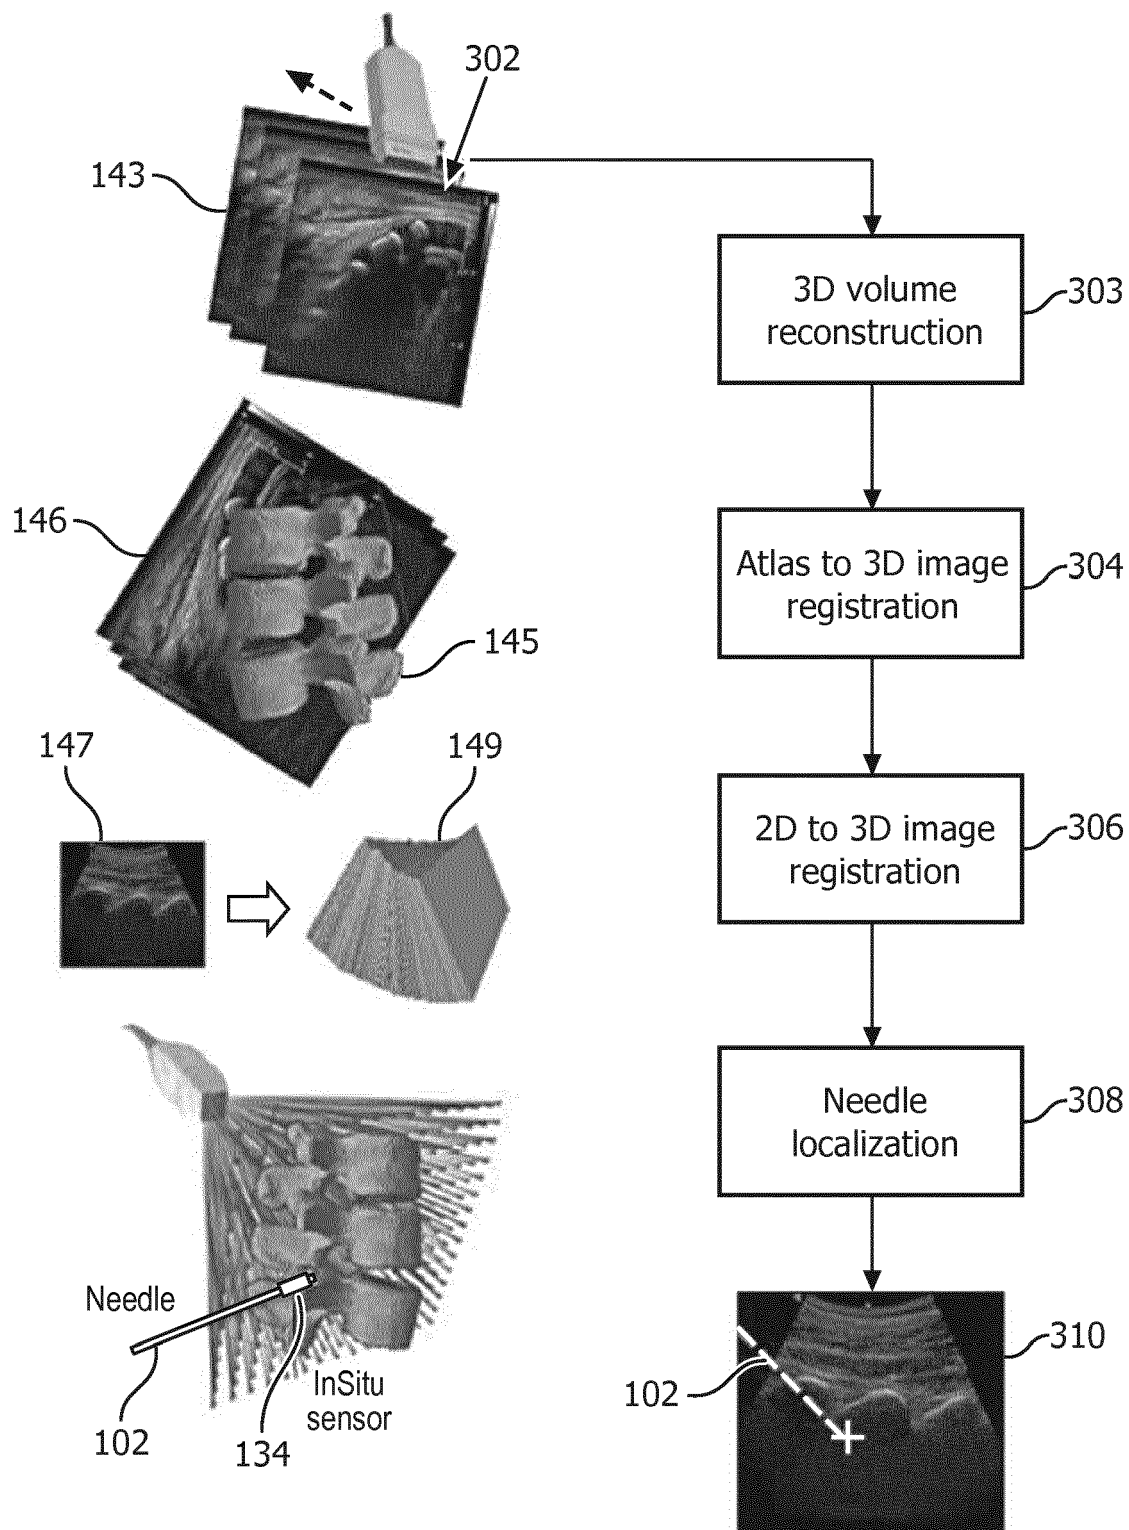 302
143
3D volume
reconstruction
303
146
Atlas to 3D image
registration
304
145
147
149
2D to 3D image
registration
306
Needle
localization
308
Needle
310
102
InSitu
sensor
102
134